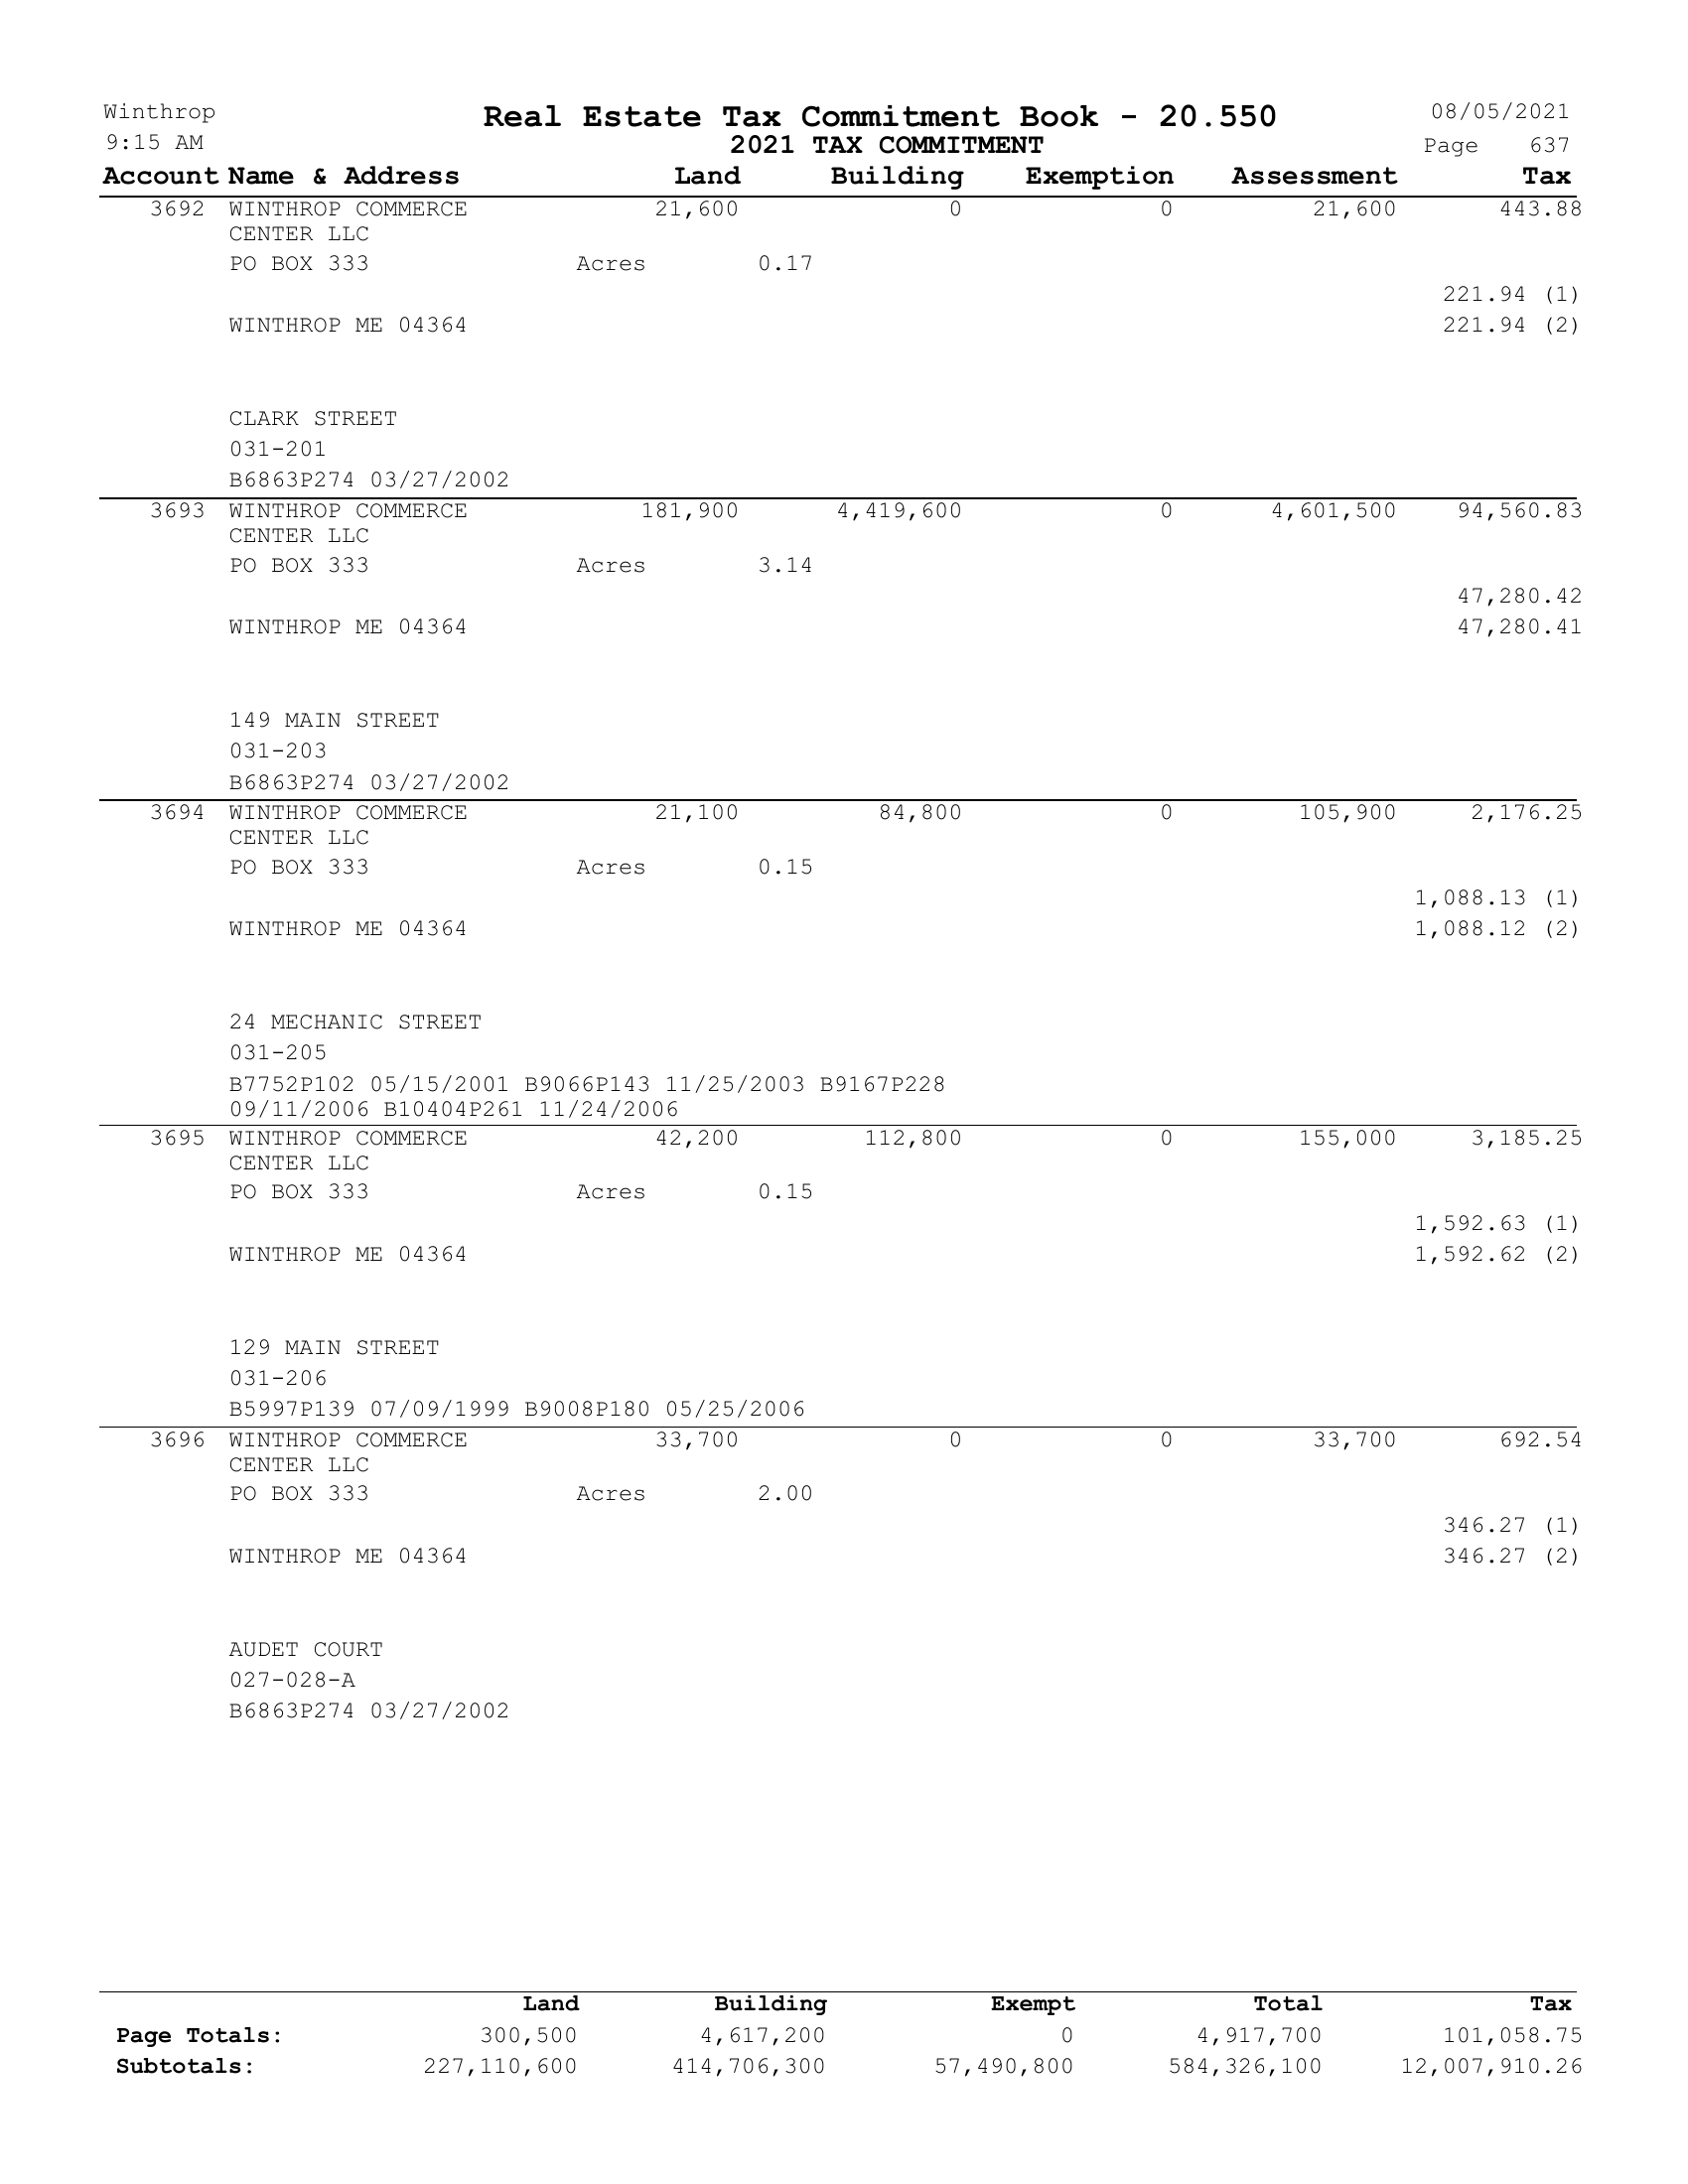 Winthrop Real Estate Tax Commitment Book - 20.550 08/05/2021
9:15 AM 2021 TAX COMMITMENT Page 637
Account Name & Address Land Building Exemption Assessment Tax
3692 WINTHROP COMMERCE 21,600 0 0 21,600 443.88
CENTER LLC
PO BOX 333 Acres 0.17
221.94 (1)
WINTHROP ME 04364 221.94 (2)
CLARK STREET
031-201
B6863P274 03/27/2002
3693 WINTHROP COMMERCE 181,900 4,419,600 0 4,601,500 94,560.83
CENTER LLC
PO BOX 333 Acres 3.14
47,280.42
WINTHROP ME 04364 47,280.41
149 MAIN STREET
031-203
B6863P274 03/27/2002
3694 WINTHROP COMMERCE 21,100 84,800 0 105,900 2,176.25
CENTER LLC
PO BOX 333 Acres 0.15
1,088.13 (1)
WINTHROP ME 04364 1,088.12 (2)
24 MECHANIC STREET
031-205
B7752P102 05/15/2001 B9066P143 11/25/2003 B9167P228
09/11/2006 B10404P261 11/24/2006
3695 WINTHROP COMMERCE 42,200 112,800 0 155,000 3,185.25
CENTER LLC
PO BOX 333 Acres 0.15
1,592.63 (1)
WINTHROP ME 04364 1,592.62 (2)
129 MAIN STREET
031-206
B5997P139 07/09/1999 B9008P180 05/25/2006
3696 WINTHROP COMMERCE 33,700 0 0 33,700 692.54
CENTER LLC
PO BOX 333 Acres 2.00
346.27 (1)
WINTHROP ME 04364 346.27 (2)
AUDET COURT
027-028-A
B6863P274 03/27/2002
Land Building Exempt Total Tax
Page Totals: 300,500 4,617,200 0 4,917,700 101,058.75
Subtotals: 227,110,600 414,706,300 57,490,800 584,326,100 12,007,910.26